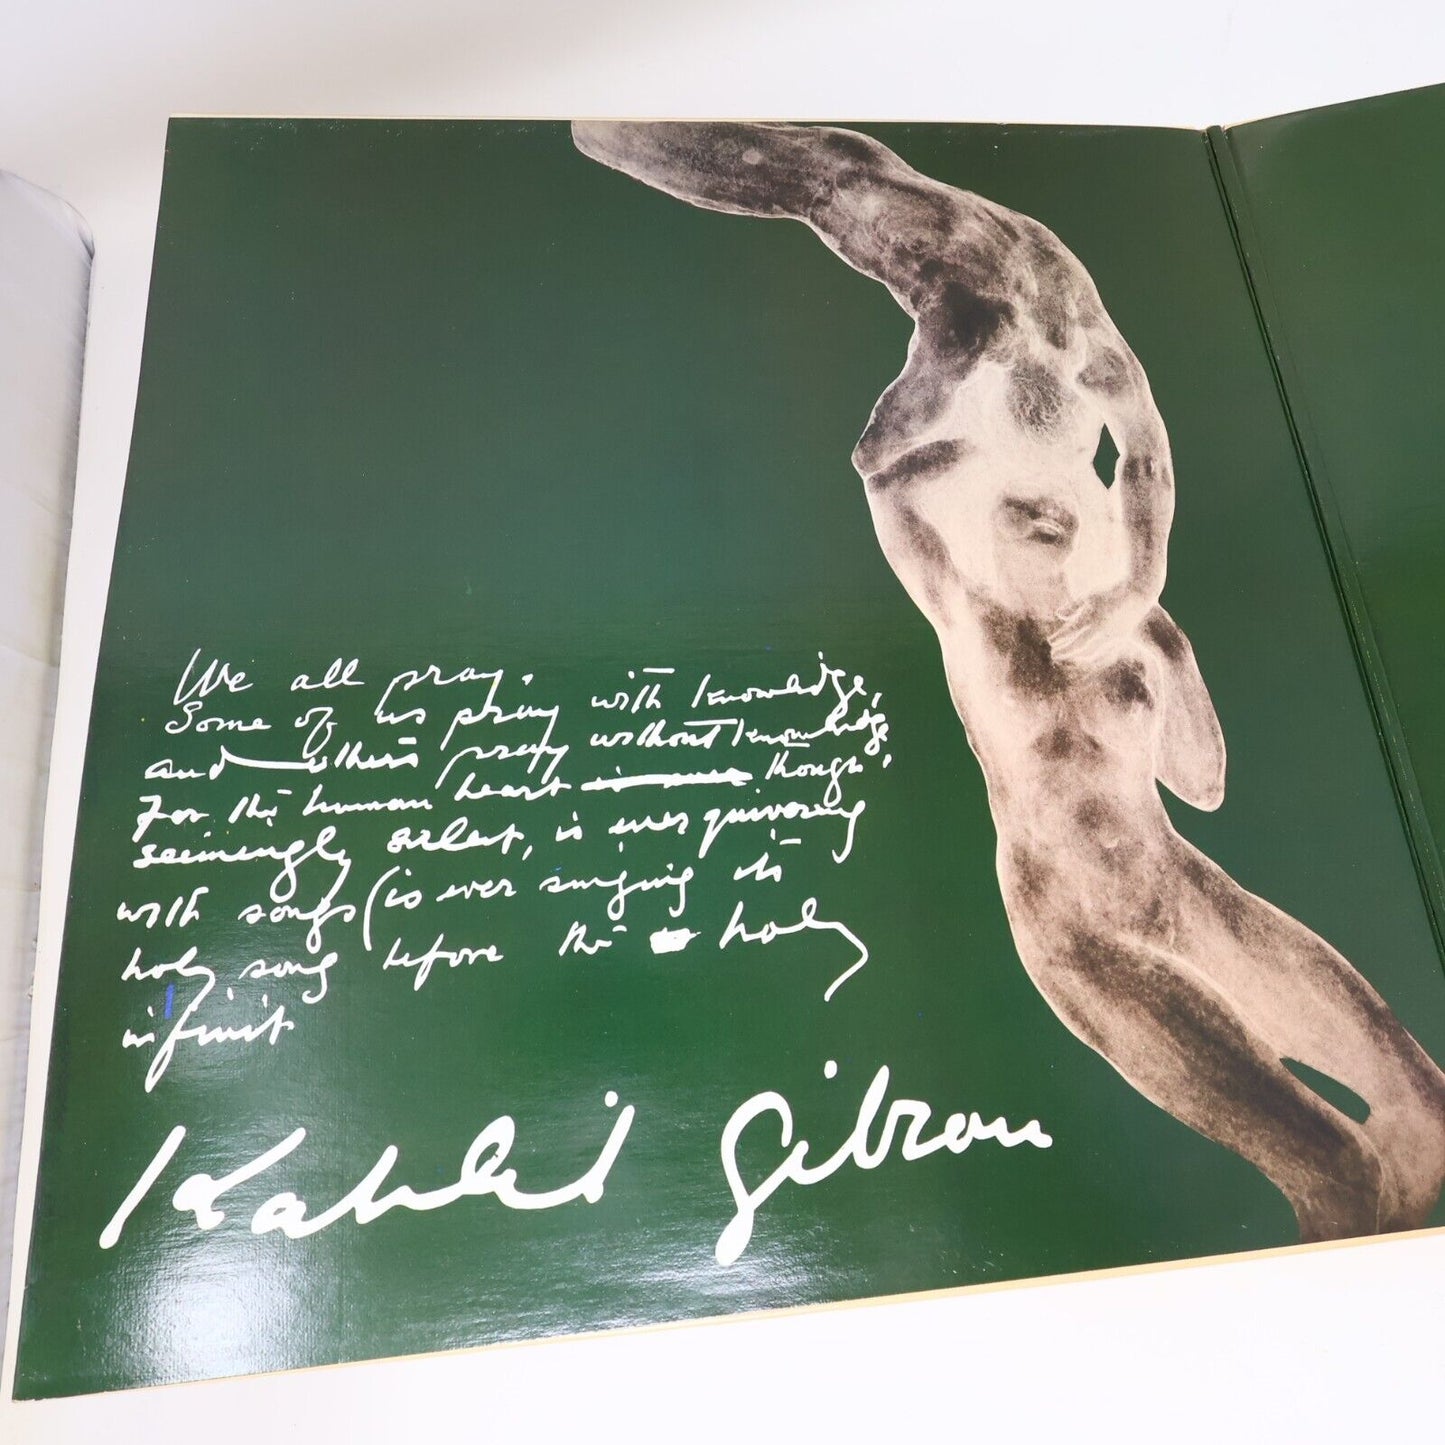 We all pray.
Some of us pray with knowledge,
and others pray without knowledge
For the human heart though,
seemingly silent, is ever quivering
with songs (is ever singing its
holy song before the holy
infinit
Kahlil Gibran